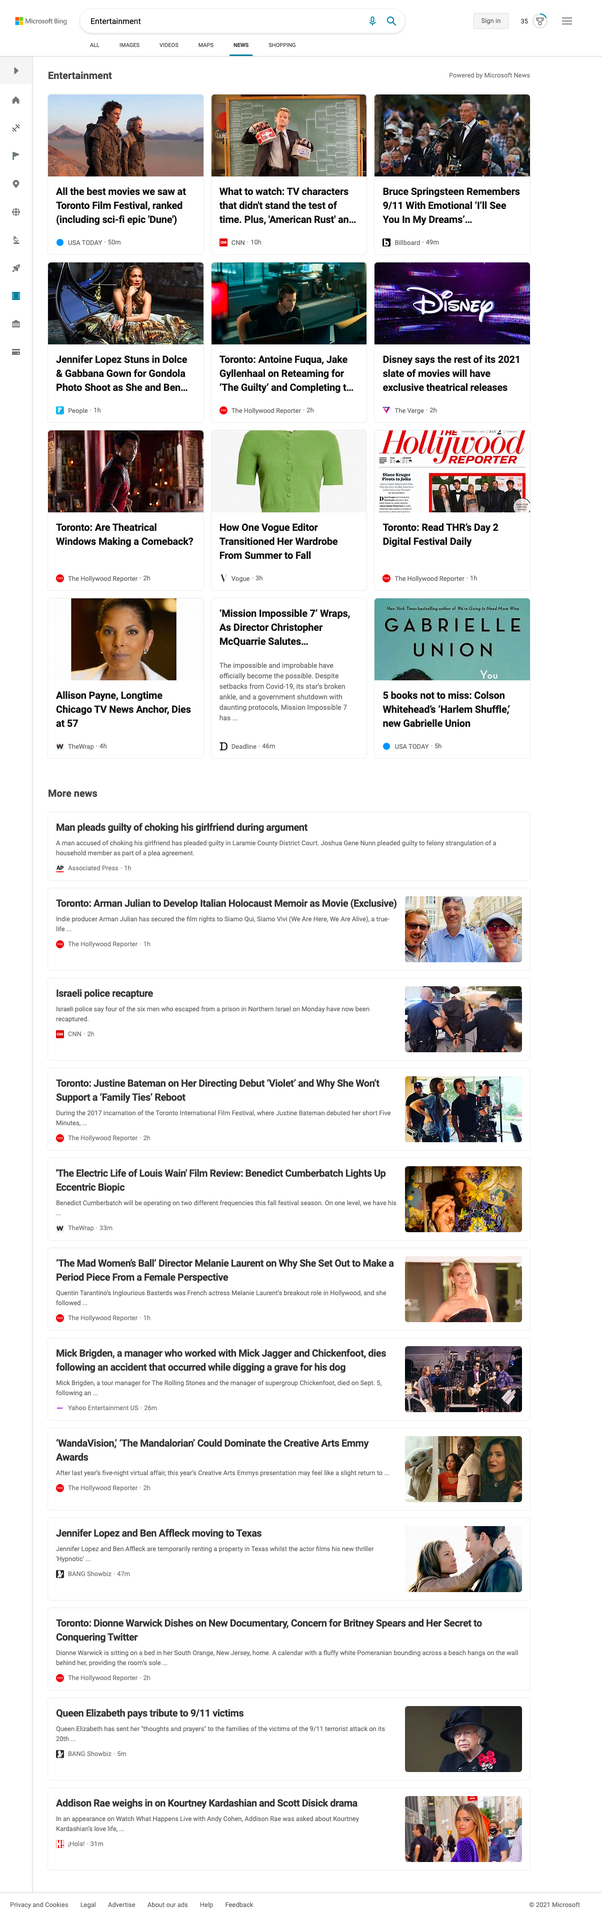 Microsoft Bing
Entertainment
Sign in
35
ALL
IMAGES
VIDEOS
MAPS
NEWS
SHOPPING
Entertainment
Powered by Microsoft News
All the best movies we saw at
Toronto Film Festival, ranked
(including sci-fi epic 'Dune')
USA TODAY · 50m
What to watch: TV characters
that didn't stand the test of
time. Plus, 'American Rust' an...
CNN · 10h
Bruce Springsteen Remembers
9/11 With Emotional 'I'll See
You In My Dreams'...
Billboard · 49m
Jennifer Lopez Stuns in Dolce
& Gabbana Gown for Gondola
Photo Shoot as She and Ben...
People · 1h
Toronto: Antoine Fuqua, Jake
Gyllenhaal on Reteaming for
'The Guilty' and Completing t...
The Hollywood Reporter · 2h
Disney
Disney says the rest of its 2021
slate of movies will have
exclusive theatrical releases
The Verge · 2h
Toronto: Are Theatrical
Windows Making a Comeback?
The Hollywood Reporter · 2h
How One Vogue Editor
Transitioned Her Wardrobe
From Summer to Fall
Vogue · 3h
THE
Hollywood
REPORTER
Diane Kruger
Pivots to Joke
Toronto: Read THR's Day 2
Digital Festival Daily
The Hollywood Reporter · 1h
Allison Payne, Longtime
Chicago TV News Anchor, Dies
at 57
TheWrap · 4h
'Mission Impossible 7' Wraps,
As Director Christopher
McQuarrie Salutes...
The impossible and improbable have
officially become the possible. Despite
setbacks from Covid-19, its star's broken
ankle, and a government shutdown with
daunting protocols, Mission Impossible 7
has ...
Deadline · 46m
New York Times bestselling author of We're Going to Need More Wine
GABRIELLE
UNION
You
5 books not to miss: Colson
Whitehead's 'Harlem Shuffle,'
new Gabrielle Union
USA TODAY · 5h
More news
Man pleads guilty of choking his girlfriend during argument
A man accused of choking his girlfriend has pleaded guilty in Laramie County District Court. Joshua Gene Nunn pleaded guilty to felony strangulation of a
household member as part of a plea agreement.
AP Associated Press · 1h
Toronto: Arman Julian to Develop Italian Holocaust Memoir as Movie (Exclusive)
Indie producer Arman Julian has secured the film rights to Siamo Qui, Siamo Vivi (We Are Here, We Are Alive), a true-
life ...
The Hollywood Reporter · 1h
Israeli police recapture
Israeli police say four of the six men who escaped from a prison in Northern Israel on Monday have now been
recaptured.
CNN · 2h
Toronto: Justine Bateman on Her Directing Debut 'Violet' and Why She Won't
Support a 'Family Ties' Reboot
During the 2017 incarnation of the Toronto International Film Festival, where Justine Bateman debuted her short Five
Minutes, ...
The Hollywood Reporter · 2h
'The Electric Life of Louis Wain' Film Review: Benedict Cumberbatch Lights Up
Eccentric Biopic
Benedict Cumberbatch will be operating on two different frequencies this fall festival season. On one level, we have his
...
TheWrap · 33m
'The Mad Women's Ball' Director Melanie Laurent on Why She Set Out to Make a
Period Piece From a Female Perspective
Quentin Tarantino's Inglourious Basterds was French actress Melanie Laurent's breakout role in Hollywood, and she
followed ...
The Hollywood Reporter · 1h
Mick Brigden, a manager who worked with Mick Jagger and Chickenfoot, dies
following an accident that occurred while digging a grave for his dog
Mick Brigden, a tour manager for The Rolling Stones and the manager of supergroup Chickenfoot, died on Sept. 5,
following an ...
Yahoo Entertainment US · 26m
'WandaVision,' 'The Mandalorian' Could Dominate the Creative Arts Emmy
Awards
After last year's five-night virtual affair, this year's Creative Arts Emmys presentation may feel like a slight return to ...
The Hollywood Reporter · 2h
Jennifer Lopez and Ben Affleck moving to Texas
Jennifer Lopez and Ben Affleck are temporarily renting a property in Texas whilst the actor films his new thriller
'Hypnotic' ...
BANG Showbiz · 47m
Toronto: Dionne Warwick Dishes on New Documentary, Concern for Britney Spears and Her Secret to
Conquering Twitter
Dionne Warwick is sitting on a bed in her South Orange, New Jersey, home. A calendar with a fluffy white Pomeranian bounding across a beach hangs on the wall
behind her, providing the room's sole ...
The Hollywood Reporter · 2h
Queen Elizabeth pays tribute to 9/11 victims
Queen Elizabeth has sent her "thoughts and prayers" to the families of the victims of the 9/11 terrorist attack on its
20th ...
BANG Showbiz · 5m
Addison Rae weighs in on Kourtney Kardashian and Scott Disick drama
In an appearance on Watch What Happens Live with Andy Cohen, Addison Rae was asked about Kourtney
Kardashian's love life, ...
¡Hola! · 31m
Privacy and Cookies
Legal
Advertise
About our ads
Help
Feedback
© 2021 Microsoft